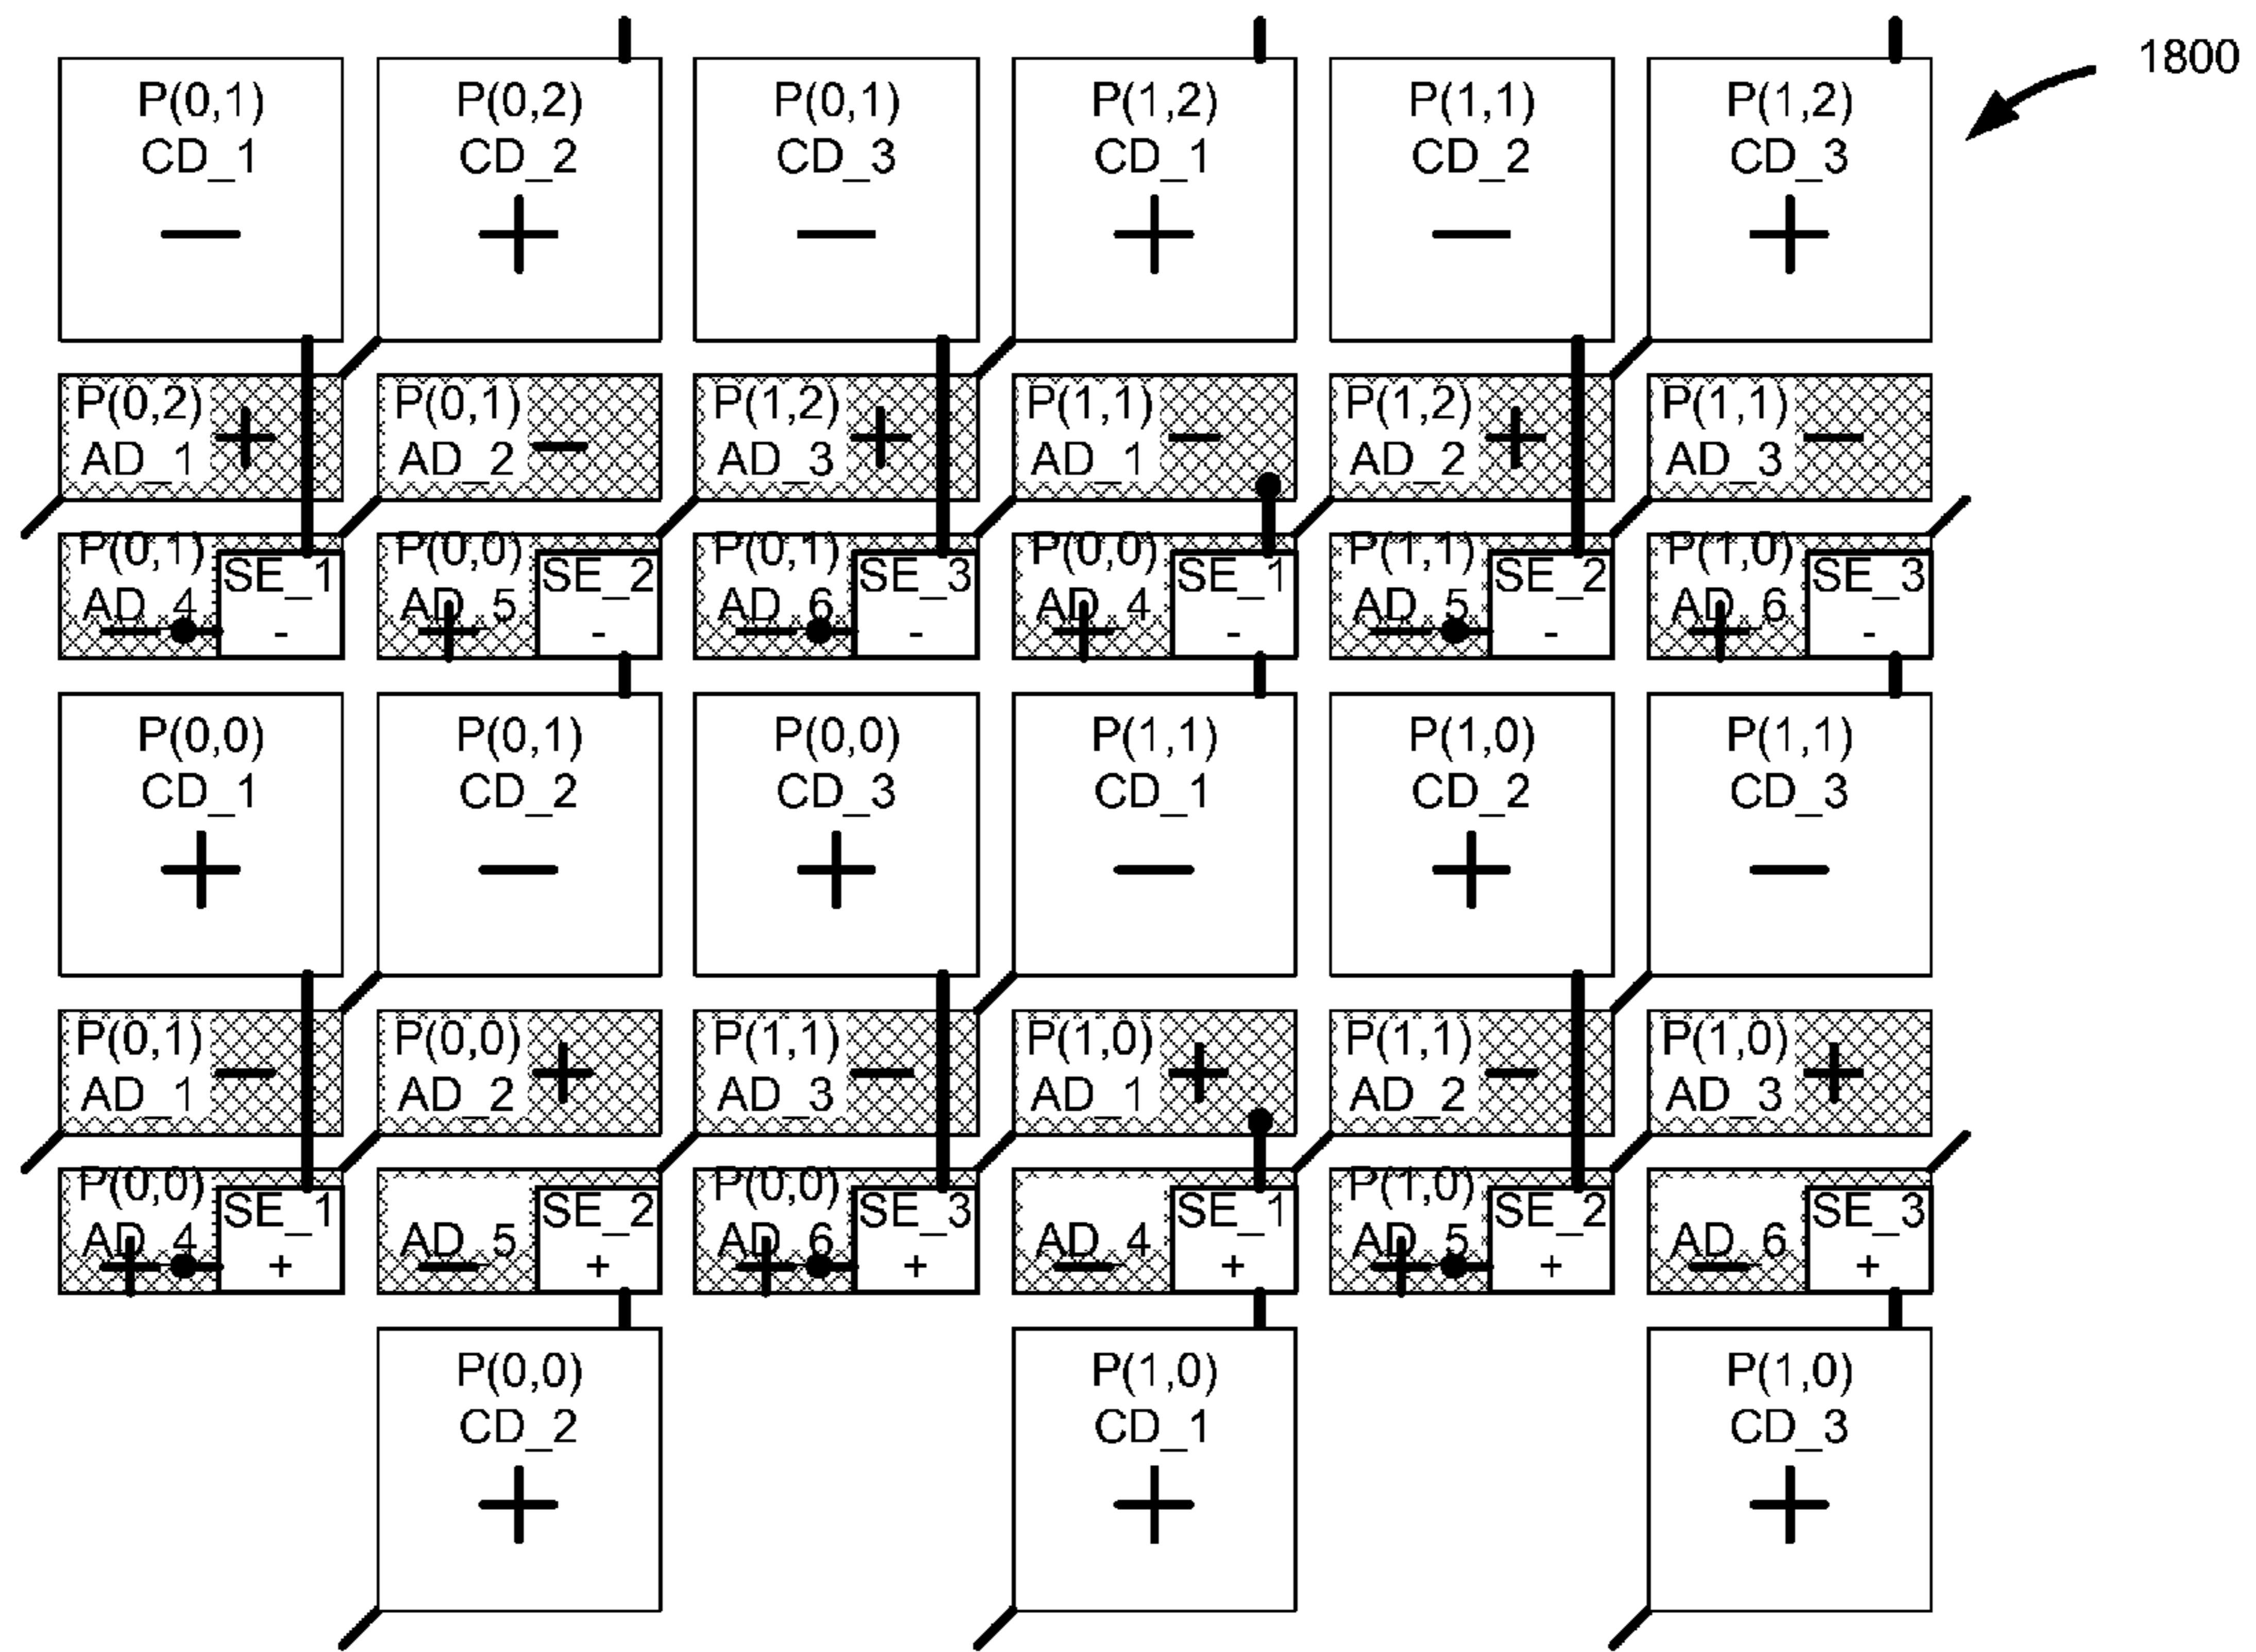 1800
P(0,1) P(0,2) P(0,1) P(1,2) P(1,1) P(1,2)
CD_1 CD_2 CD_3 CD_1 CD_2 CD_3
— + — + — +
P(0,2) P(0,1) P(1,2) P(1,1) P(1,2) P(1,1)
AD_1 + AD_2 — AD_3 + AD_1 — AD_2 + AD_3 —
P(0,1) P(0,0) P(0,1) P(0,0) P(1,1) P(1,0)
SE_1 SE_2 SE_3 SE_1 SE_2 SE_3
AD_4 AD_5 AD_6 AD_4 AD_5 AD_6
— - + - — - + - — - + -
P(0,0) P(0,1) P(0,0) P(1,1) P(1,0) P(1,1)
CD_1 CD_2 CD_3 CD_1 CD_2 CD_3
+ — + — + —
P(0,1) P(0,0) P(1,1) P(1,0) P(1,1) P(1,0)
AD_1 — AD_2 + AD_3 — AD_1 + AD_2 — AD_3 +
P(0,0) P(0,0) P(1,0)
SE_1 SE_2 SE_3 SE_1 SE_2 SE_3
AD_4 AD_5 AD_6 AD_4 AD_5 AD_6
+ + — + + + — + + + — +
P(0,0) P(1,0) P(1,0)
CD_2 CD_1 CD_3
+ + +